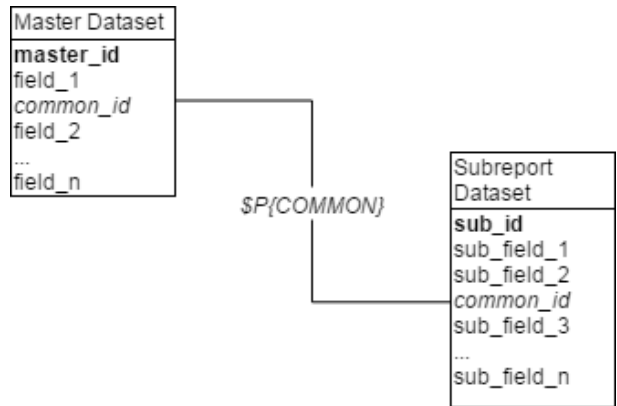 Master Dataset
master_id
field_1
common_id
field_2
...
field_n
$P{COMMON}
Subreport
Dataset
sub_id
sub_field_1
sub_field_2
common_id
sub_field_3
...
sub_field_n